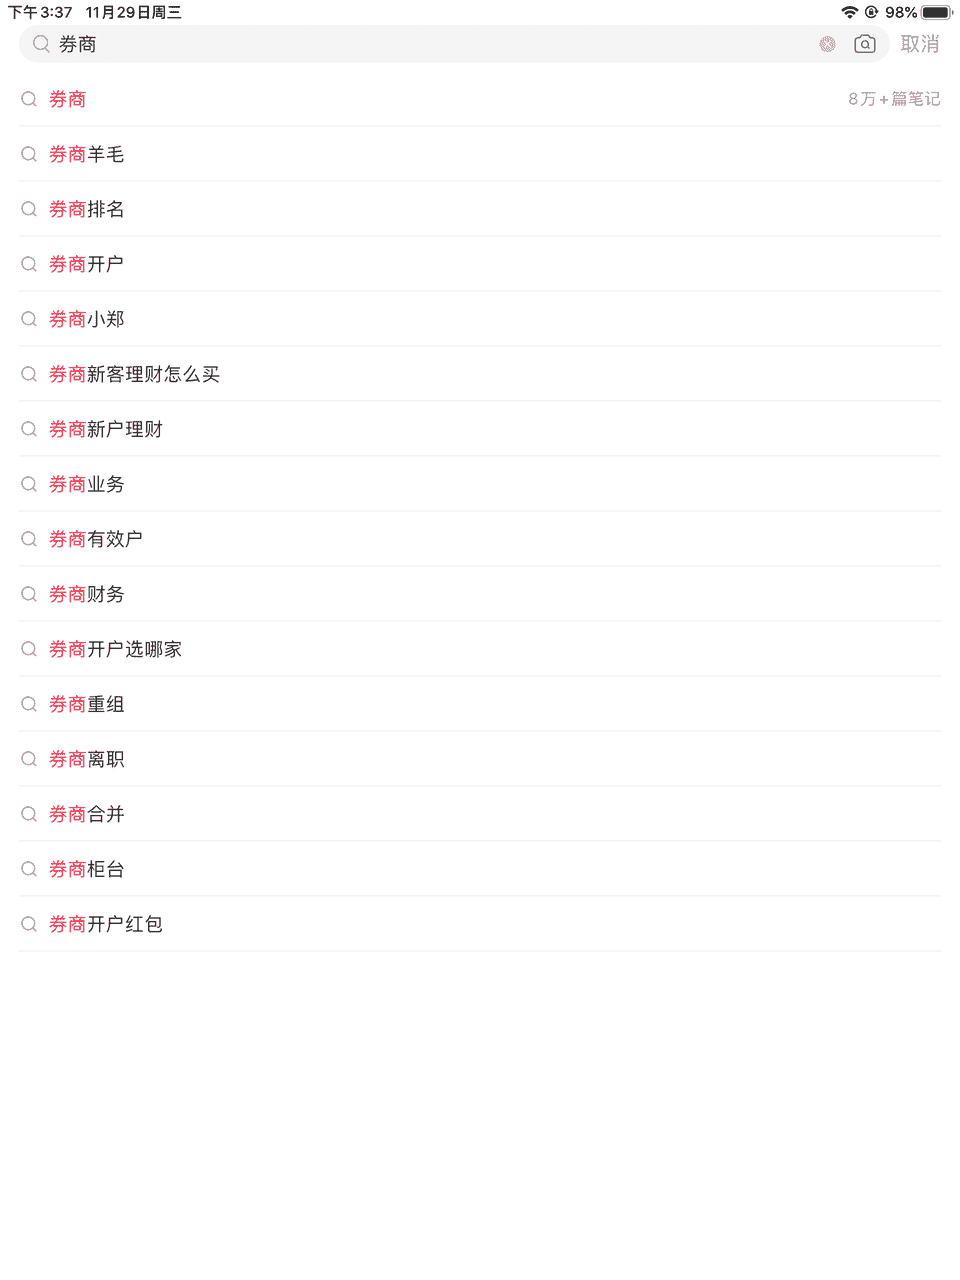 下午3:37 11月29日周三 98%
券商 取消
券商 8万+篇笔记
券商羊毛
券商排名
券商开户
券商小郑
券商新客理财怎么买
券商新户理财
券商业务
券商有效户
券商财务
券商开户选哪家
券商重组
券商离职
券商合并
券商柜台
券商开户红包